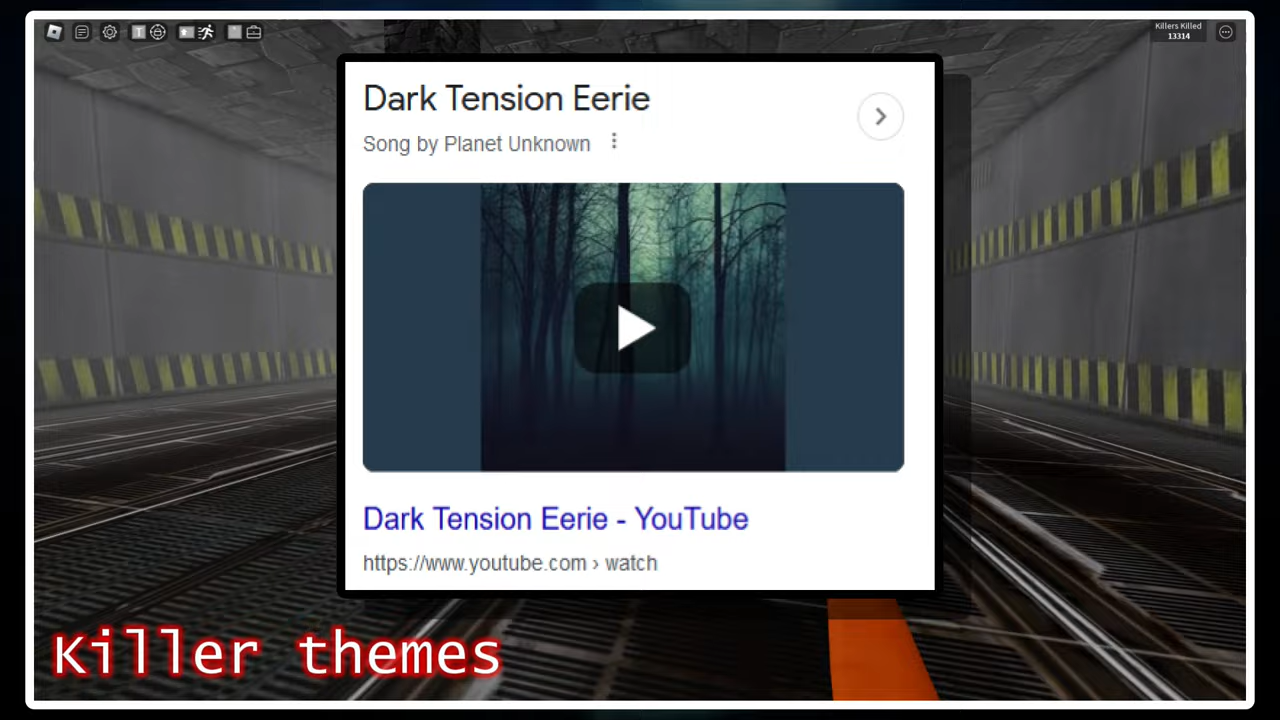 Killers Killed
13314
Dark Tension Eerie
Song by Planet Unknown
Dark Tension Eerie - YouTube
https://www.youtube.com › watch
Killer themes